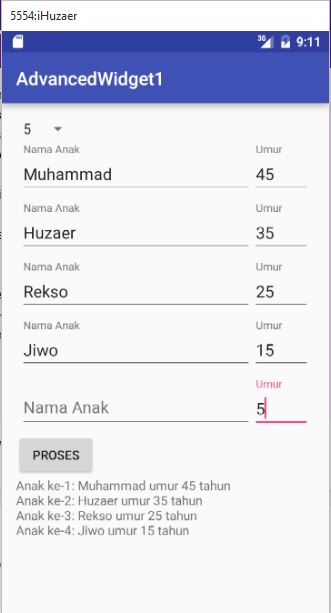 5554:iHuzaer
3G 9:11
AdvancedWidget1
5
Nama Anak Umur
Muhammad 45
Nama Anak Umur
Huzaer 35
Nama Anak Umur
Rekso 25
Nama Anak Umur
Jiwo 15
Umur
Nama Anak 5
PROSES
Anak ke-1: Muhammad umur 45 tahun
Anak ke-2: Huzaer umur 35 tahun
Anak ke-3: Rekso umur 25 tahun
Anak ke-4: Jiwo umur 15 tahun